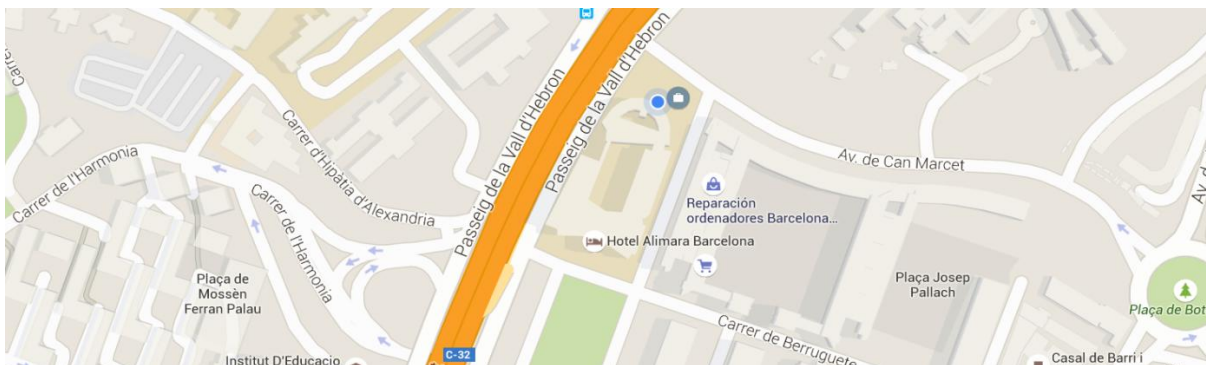 Carrer
Carrer de l'Harmonia
Carrer d'Hipàtia d'Alexandria
Carrer de l'Harmonia
Plaça de
Mossèn
Ferran Palau
Institut D'Educacio
Passeig de la Vall d'Hebron
Passeig de la Vall d'Hebron
C-32
Hotel Alimara Barcelona
Reparación
ordenadores Barcelona...
Av. de Can Marcet
Carrer de Berruguete
Plaça Josep
Pallach
Av. d
Plaça de Bot
Casal de Barri i